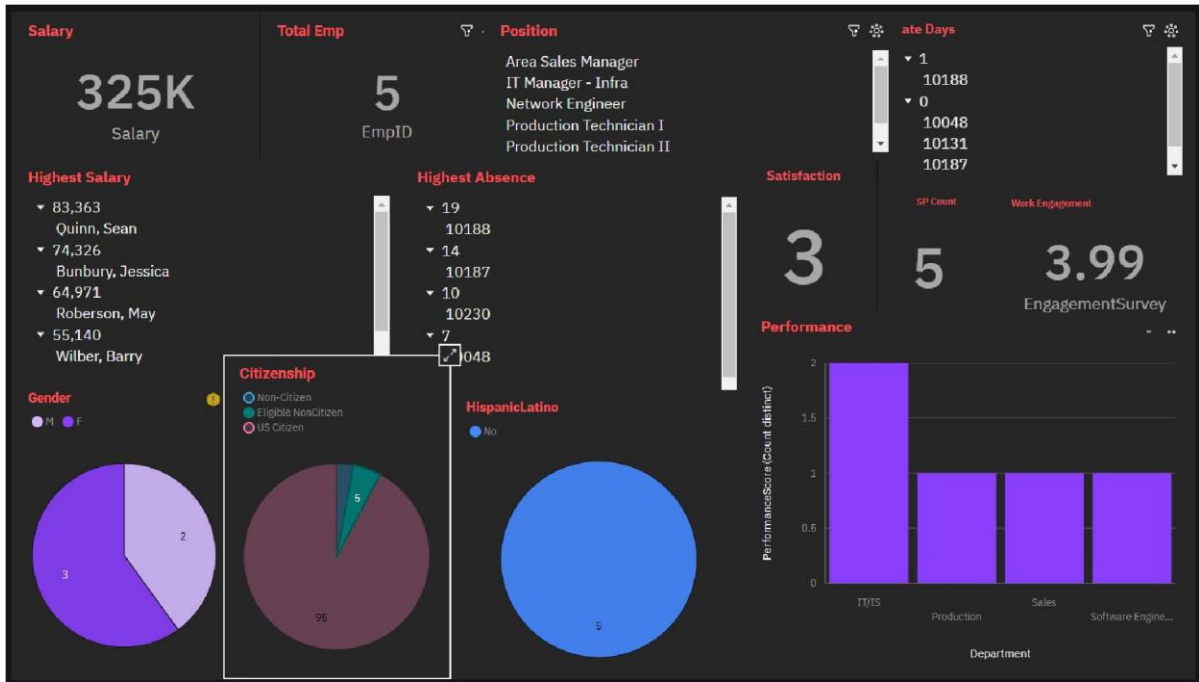 Salary
325K
Salary
Total Emp
5
EmpID
Position
Area Sales Manager
IT Manager - Infra
Network Engineer
Production Technician I
Production Technician II
ate Days
1
10188
0
10048
10131
10187
Highest Salary
83,363
Quinn, Sean
74,326
Bunbury, Jessica
64,971
Roberson, May
55,140
Wilber, Barry
Highest Absence
19
10188
14
10187
10
10230
7
0048
Satisfaction
3
SP Count
5
Work Engagement
3.99
EngagementSurvey
Gender
M F
2
3
Citizenship
Non-Citizen
Eligible NonCitizen
US Citizen
5
95
HispanicLatino
No
5
Performance
PerformanceScore (Count distinct)
2
1.5
1
0.5
0
IT/IS
Production
Sales
Software Engine...
Department